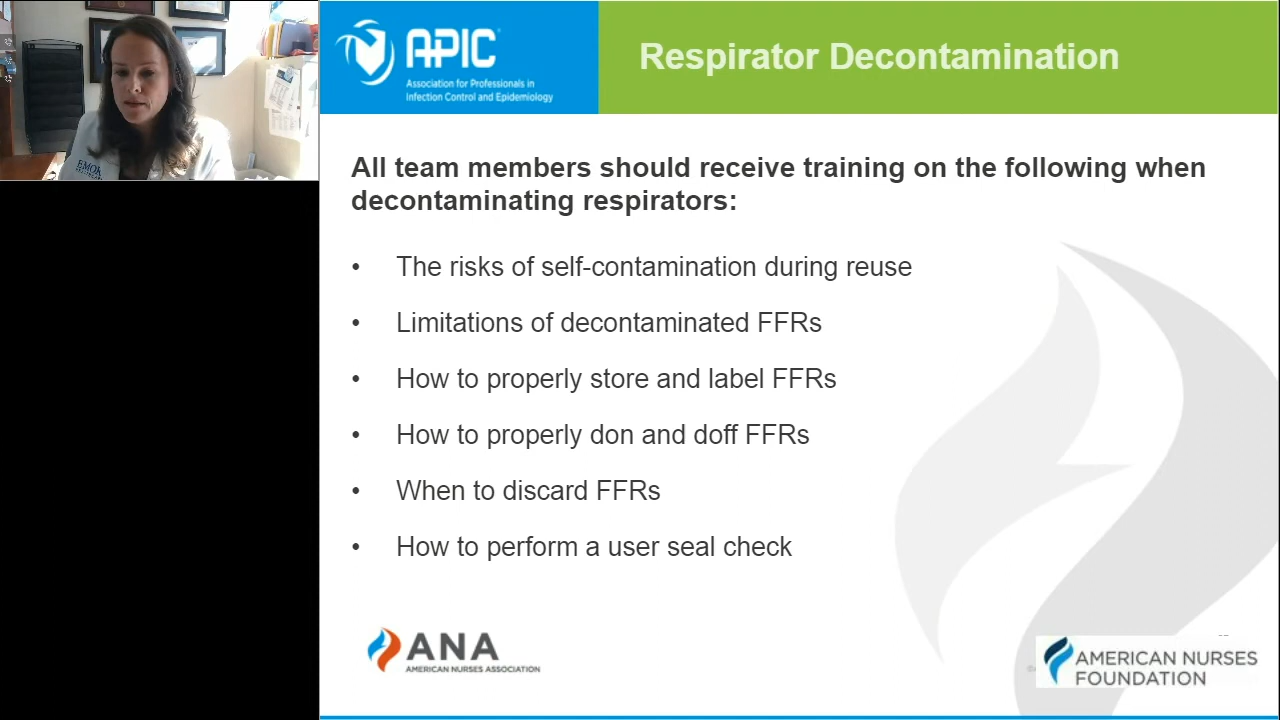 APIC
Association for Professionals in
Infection Control and Epidemiology
Respirator Decontamination
All team members should receive training on the following when
decontaminating respirators:
• The risks of self-contamination during reuse
• Limitations of decontaminated FFRs
• How to properly store and label FFRs
• How to properly don and doff FFRs
• When to discard FFRs
• How to perform a user seal check
ANA
AMERICAN NURSES ASSOCIATION
AMERICAN NURSES
FOUNDATION